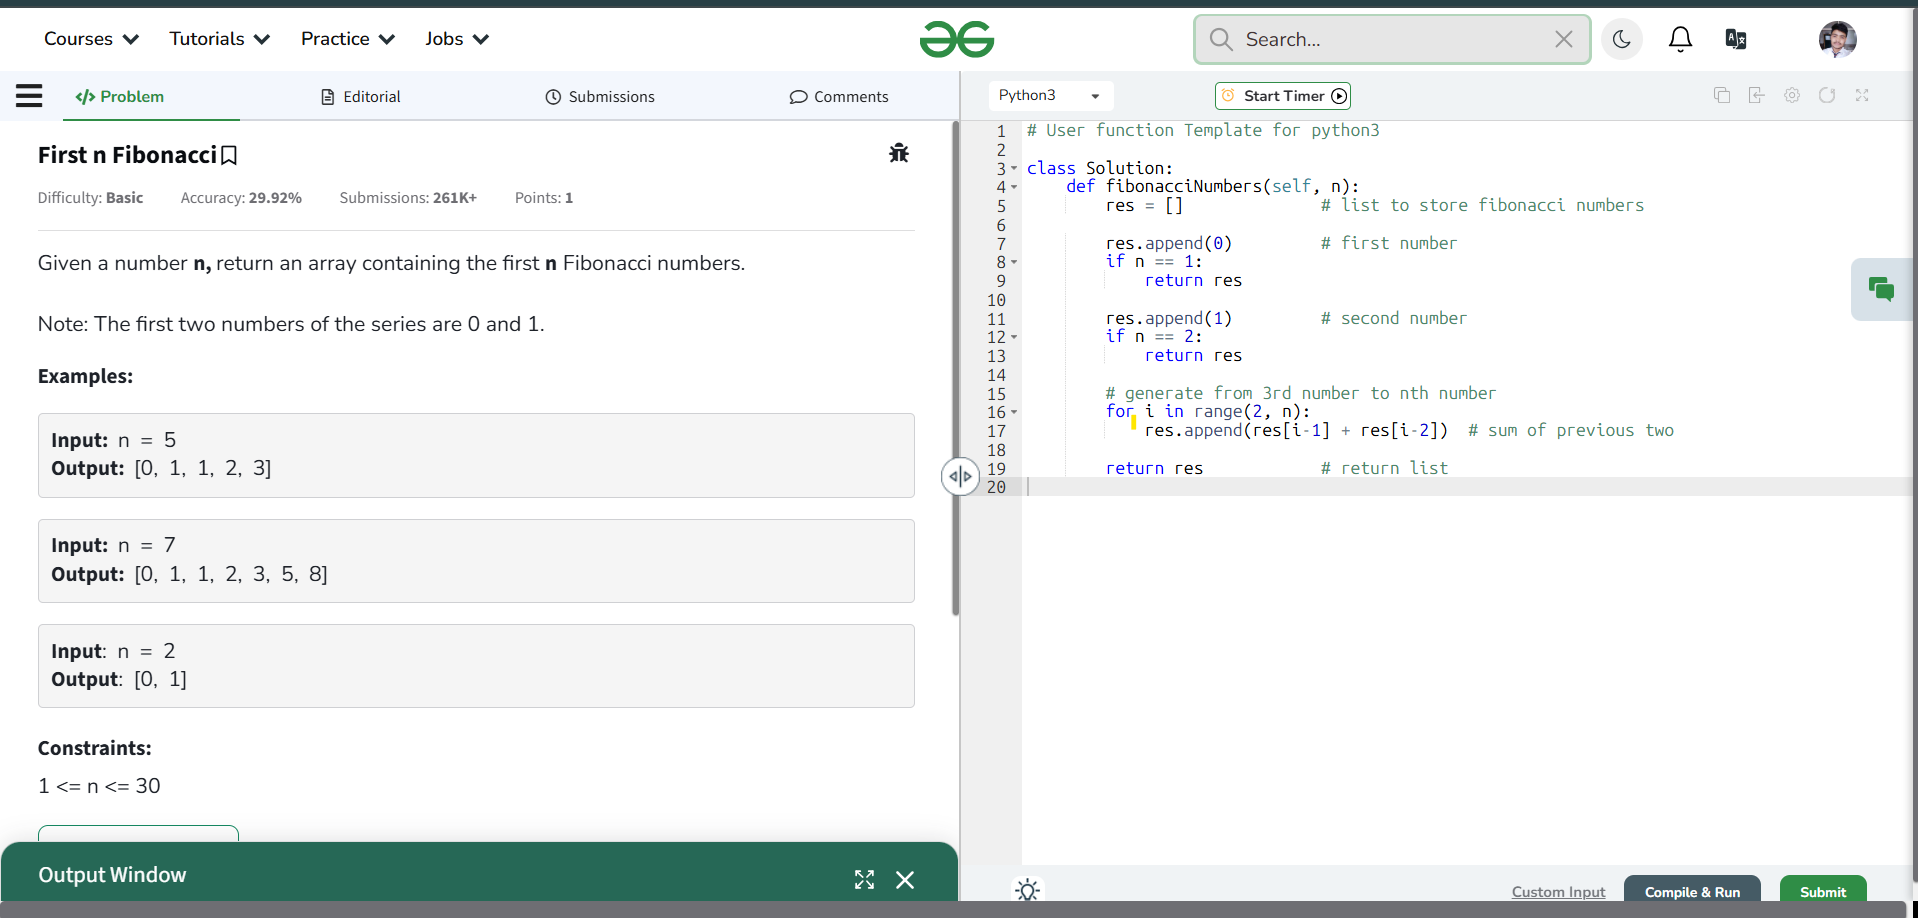 Courses Tutorials Practice Jobs Search...
Problem Editorial Submissions Comments
Python3 Start Timer
First n Fibonacci
Difficulty: Basic Accuracy: 29.92% Submissions: 261K+ Points: 1
Given a number n, return an array containing the first n Fibonacci numbers.
Note: The first two numbers of the series are 0 and 1.
Examples:
Input: n = 5
Output: [0, 1, 1, 2, 3]
Input: n = 7
Output: [0, 1, 1, 2, 3, 5, 8]
Input: n = 2
Output: [0, 1]
Constraints:
1 <= n <= 30
Output Window
1 # User function Template for python3
2
3 class Solution:
4     def fibonacciNumbers(self, n):
5         res = []              # list to store fibonacci numbers
6
7         res.append(0)         # first number
8         if n == 1:
9             return res
10
11         res.append(1)         # second number
12         if n == 2:
13             return res
14
15         # generate from 3rd number to nth number
16         for i in range(2, n):
17             res.append(res[i-1] + res[i-2])  # sum of previous two
18
19         return res            # return list
20
Custom Input Compile & Run Submit